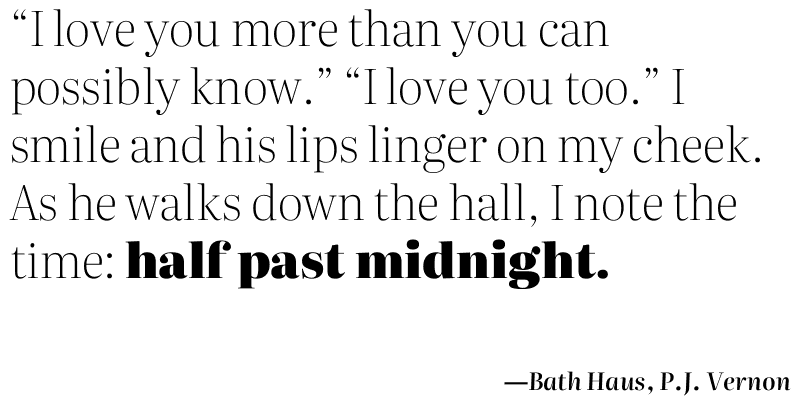 “I love you more than you can
possibly know.” “I love you too.” I
smile and his lips linger on my cheek.
As he walks down the hall, I note the
time: half past midnight.
—Bath Haus, P.J. Vernon